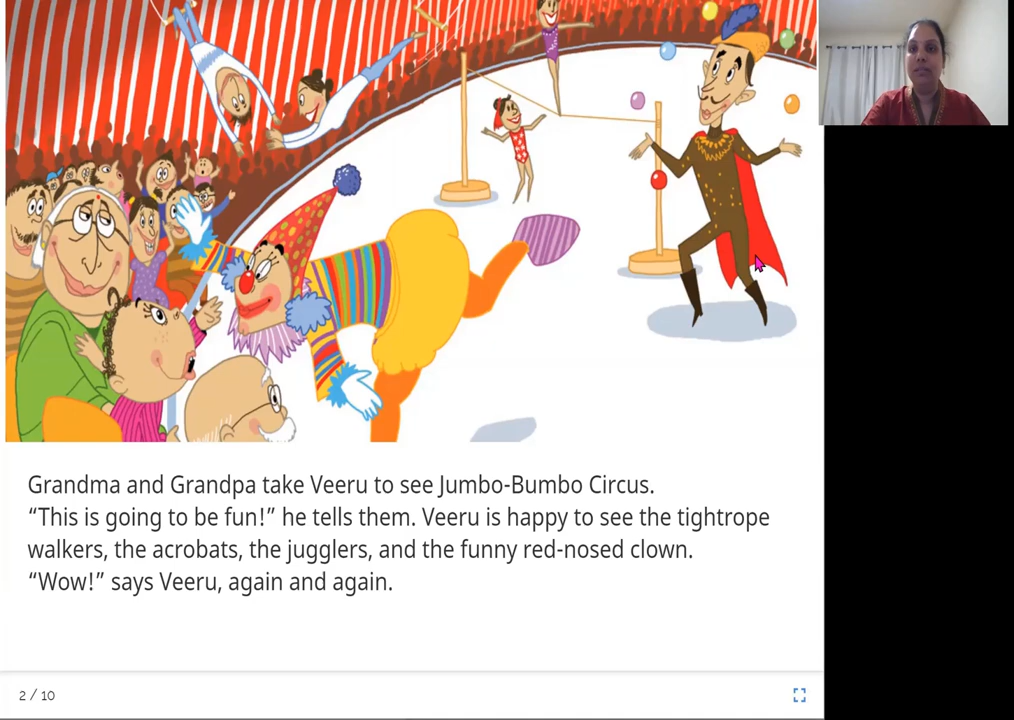 Grandma and Grandpa take Veeru to see Jumbo-Bumbo Circus.
“This is going to be fun!” he tells them. Veeru is happy to see the tightrope
walkers, the acrobats, the jugglers, and the funny red-nosed clown.
“Wow!” says Veeru, again and again.
2 / 10